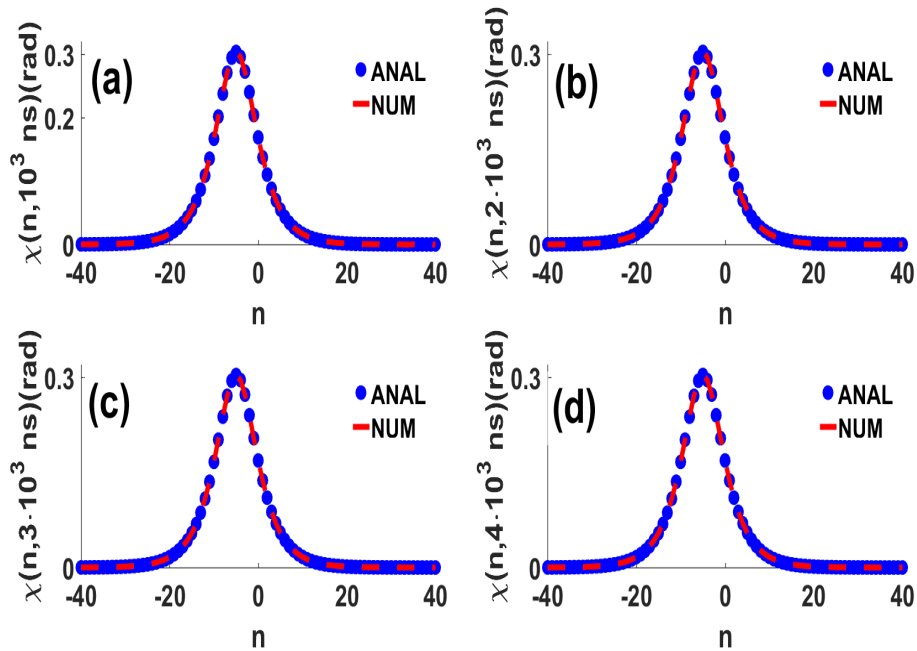 (a)
χ(n,10³ ns)(rad)
0.3
0.2
0
ANAL
NUM
-40 -20 0 20 40
n
(b)
χ(n,2·10³ ns)(rad)
0.3
0
ANAL
NUM
-40 -20 0 20 40
n
(c)
χ(n,3·10³ ns)(rad)
0.3
0
ANAL
NUM
-40 -20 0 20 40
n
(d)
χ(n,4·10³ ns)(rad)
0.3
0
ANAL
NUM
-40 -20 0 20 40
n